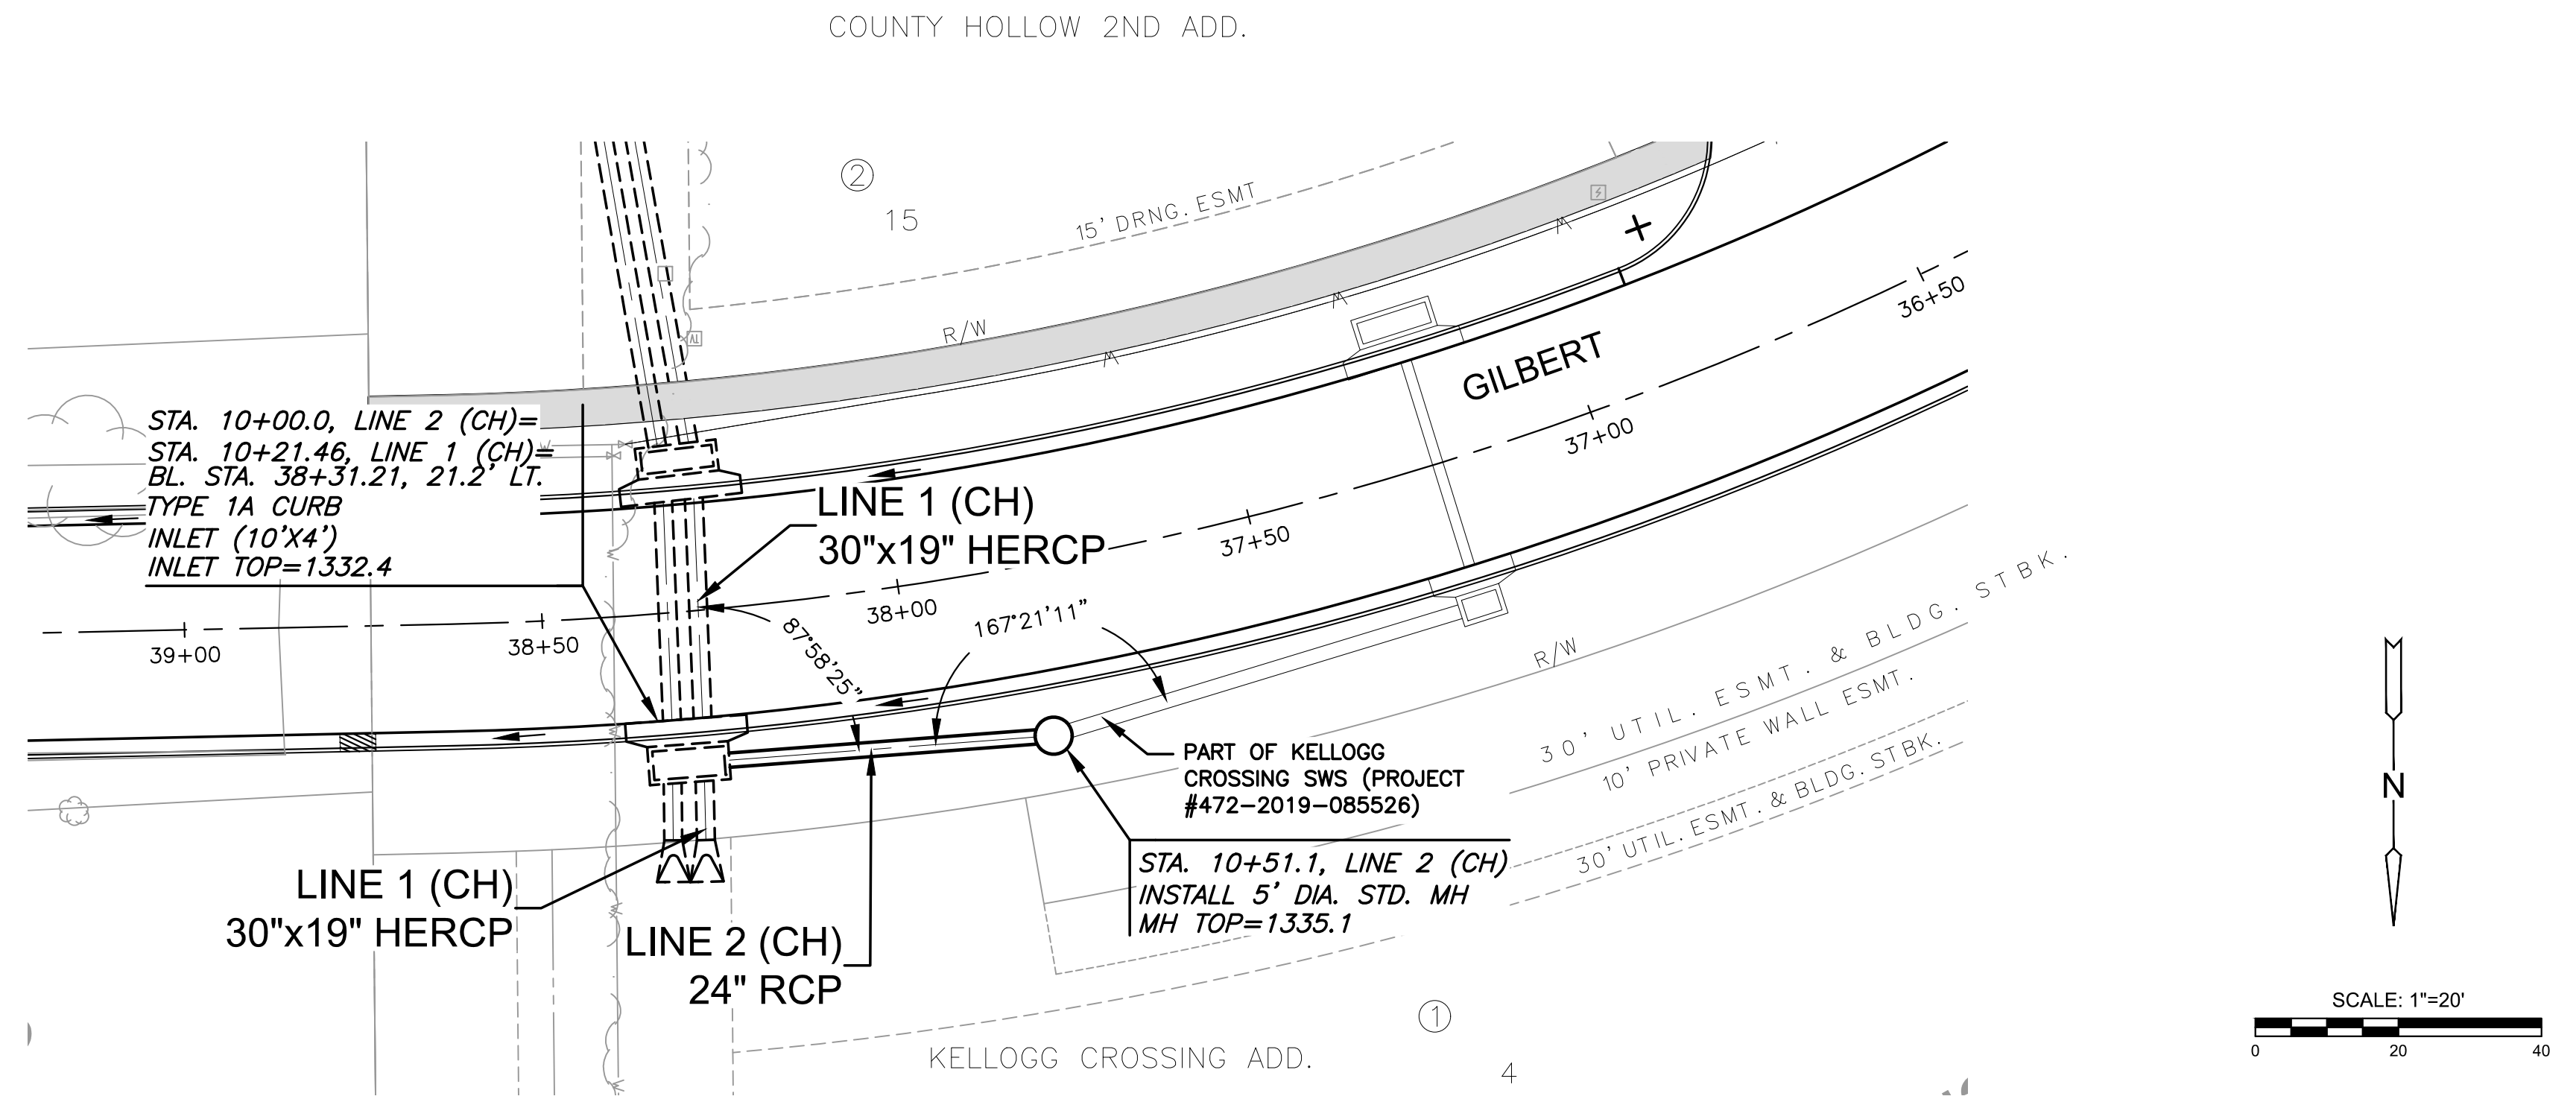 COUNTY HOLLOW 2ND ADD.
2
15
15' DRNG. ESMT
R/W
36+50
GILBERT
37+00
37+50
38+00
38+50
39+00
STA. 10+00.0, LINE 2 (CH)=
STA. 10+21.46, LINE 1 (CH)=
BL. STA. 38+31.21, 21.2' LT.
TYPE 1A CURB
INLET (10'X4')
INLET TOP=1332.4
W
TV
LINE 1 (CH)
30"x19" HERCP
87°58'25"
167°21'11"
R/W
30' UTIL. ESMT. & BLDG. STBK.
10' PRIVATE WALL ESMT.
30' UTIL. ESMT. & BLDG. STBK.
PART OF KELLOGG
CROSSING SWS (PROJECT
#472-2019-085526)
STA. 10+51.1, LINE 2 (CH)
INSTALL 5' DIA. STD. MH
MH TOP=1335.1
LINE 1 (CH)
30"x19" HERCP
LINE 2 (CH)
24" RCP
1
KELLOGG CROSSING ADD.
4
N
SCALE: 1"=20'
0 20 40